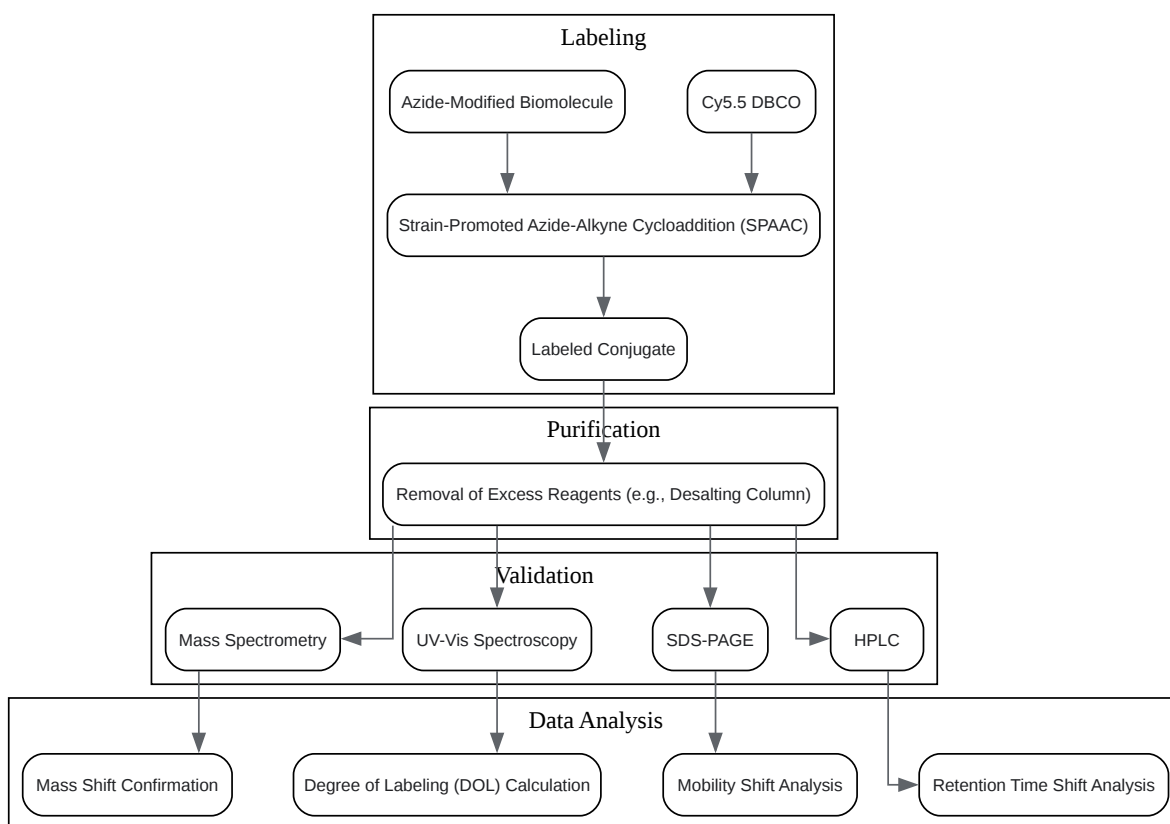 Labeling
Azide-Modified Biomolecule
Cy5.5 DBCO
Strain-Promoted Azide-Alkyne Cycloaddition (SPAAC)
Labeled Conjugate
Purification
Removal of Excess Reagents (e.g., Desalting Column)
Validation
Mass Spectrometry
UV-Vis Spectroscopy
SDS-PAGE
HPLC
Data Analysis
Mass Shift Confirmation
Degree of Labeling (DOL) Calculation
Mobility Shift Analysis
Retention Time Shift Analysis